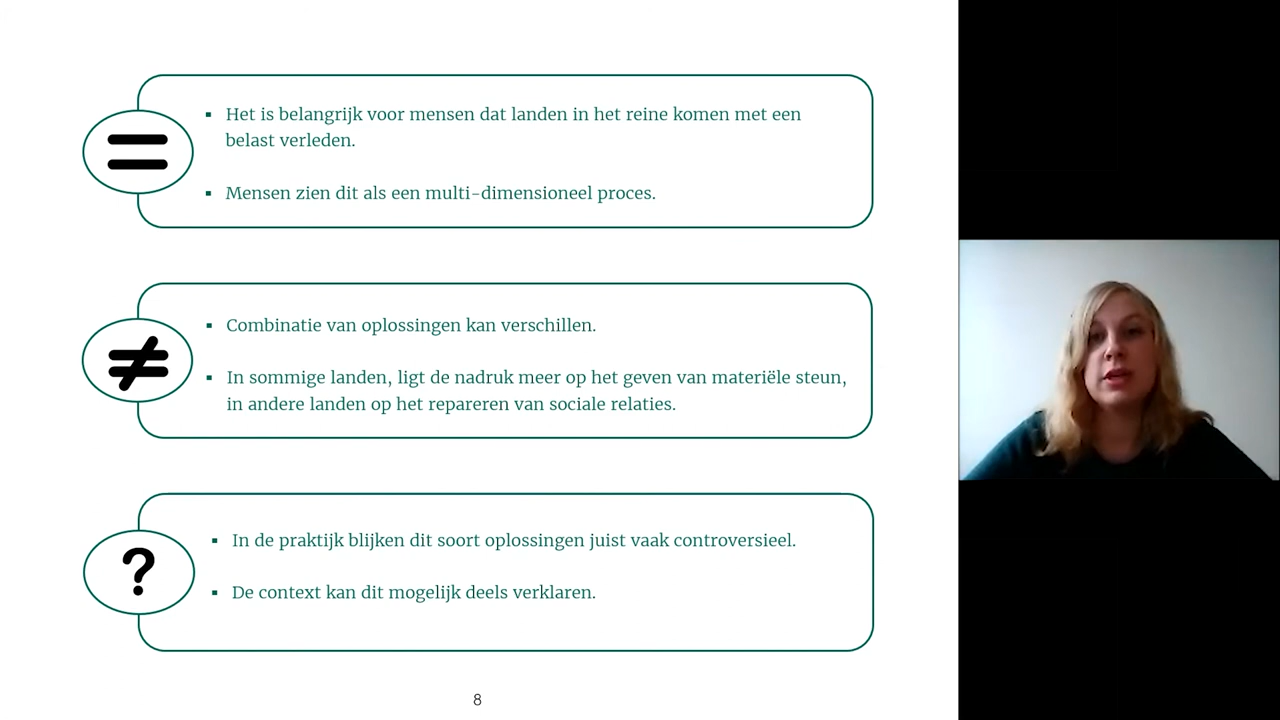 ▪ Het is belangrijk voor mensen dat landen in het reine komen met een
belast verleden.
▪ Mensen zien dit als een multi-dimensioneel proces.
▪ Combinatie van oplossingen kan verschillen.
▪ In sommige landen, ligt de nadruk meer op het geven van materiële steun,
in andere landen op het repareren van sociale relaties.
▪ In de praktijk blijken dit soort oplossingen juist vaak controversieel.
?
▪ De context kan dit mogelijk deels verklaren.
8